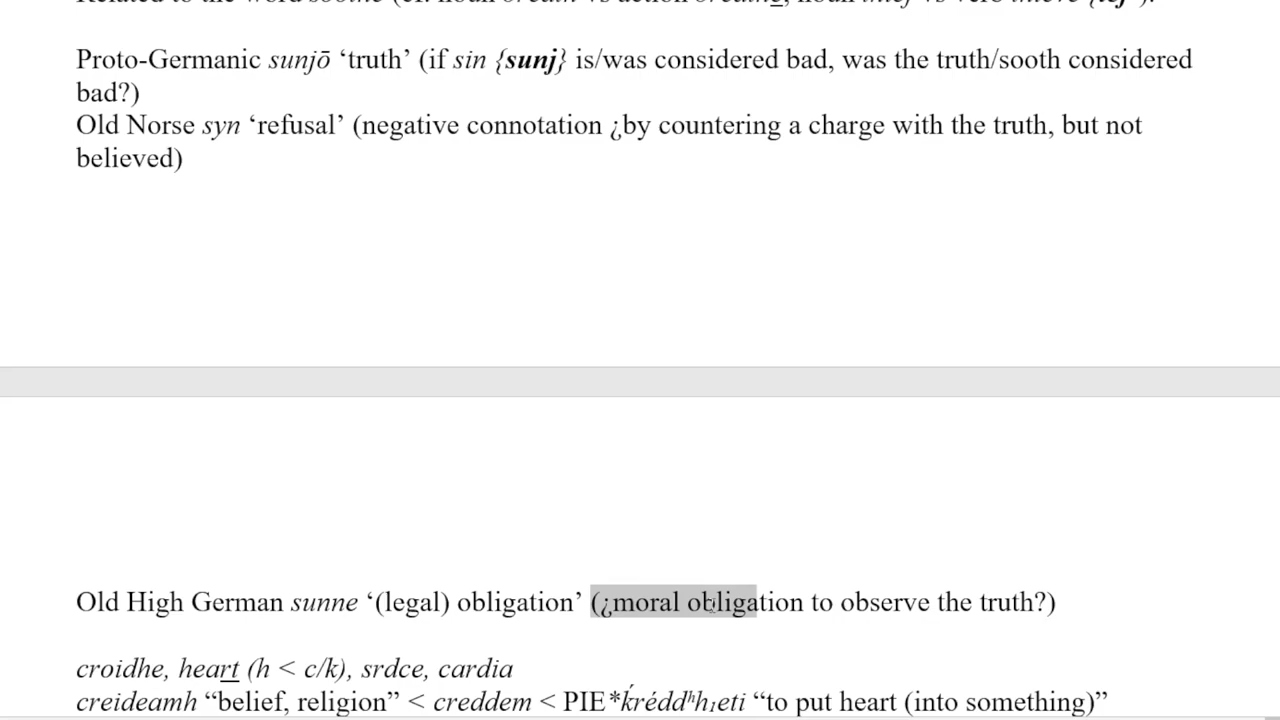 Proto-Germanic sunjō ‘truth’ (if sin {sunj} is/was considered bad, was the truth/sooth considered
bad?)
Old Norse syn ‘refusal’ (negative connotation ¿by countering a charge with the truth, but not
believed)
Old High German sunne ‘(legal) obligation’ (¿moral obligation to observe the truth?)
croidhe, heart (h < c/k), srdce, cardia
creideamh “belief, religion” < creddem < PIE *ḱréddʰh₁eti “to put heart (into something)”